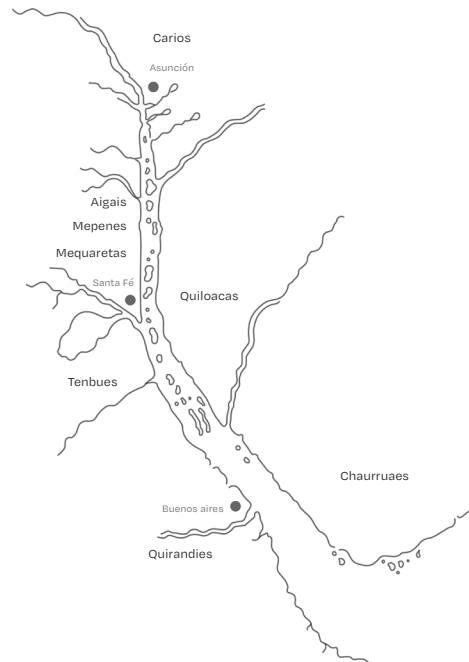 Carios
Asunción
Aigais
Mepenes
Mequaretas
Santa Fé
Quiloacas
Tenbues
Chaurruaes
Buenos aires
Quirandies